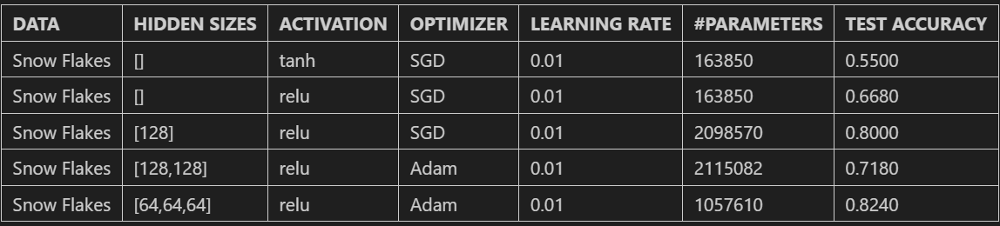 DATA HIDDEN SIZES ACTIVATION OPTIMIZER LEARNING RATE #PARAMETERS TEST ACCURACY
Snow Flakes [] tanh SGD 0.01 163850 0.5500
Snow Flakes [] relu SGD 0.01 163850 0.6680
Snow Flakes [128] relu SGD 0.01 2098570 0.8000
Snow Flakes [128,128] relu Adam 0.01 2115082 0.7180
Snow Flakes [64,64,64] relu Adam 0.01 1057610 0.8240